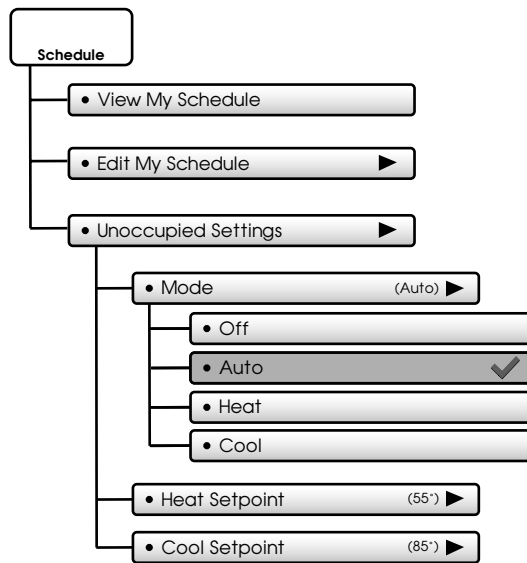 Schedule
• View My Schedule
• Edit My Schedule
• Unoccupied Settings
• Mode (Auto)
• Off
• Auto
• Heat
• Cool
• Heat Setpoint (55°)
• Cool Setpoint (85°)